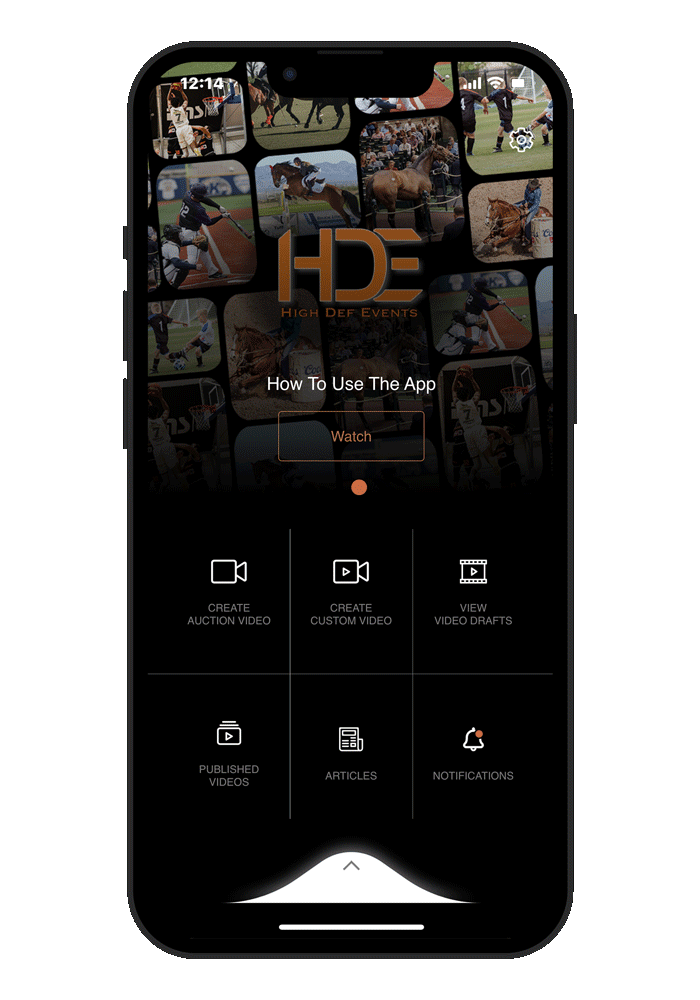 12:14
HDE
HIGH DEF EVENTS
How To Use The App
Watch
CREATE
AUCTION VIDEO
CREATE
CUSTOM VIDEO
VIEW
VIDEO DRAFTS
PUBLISHED
VIDEOS
ARTICLES
NOTIFICATIONS